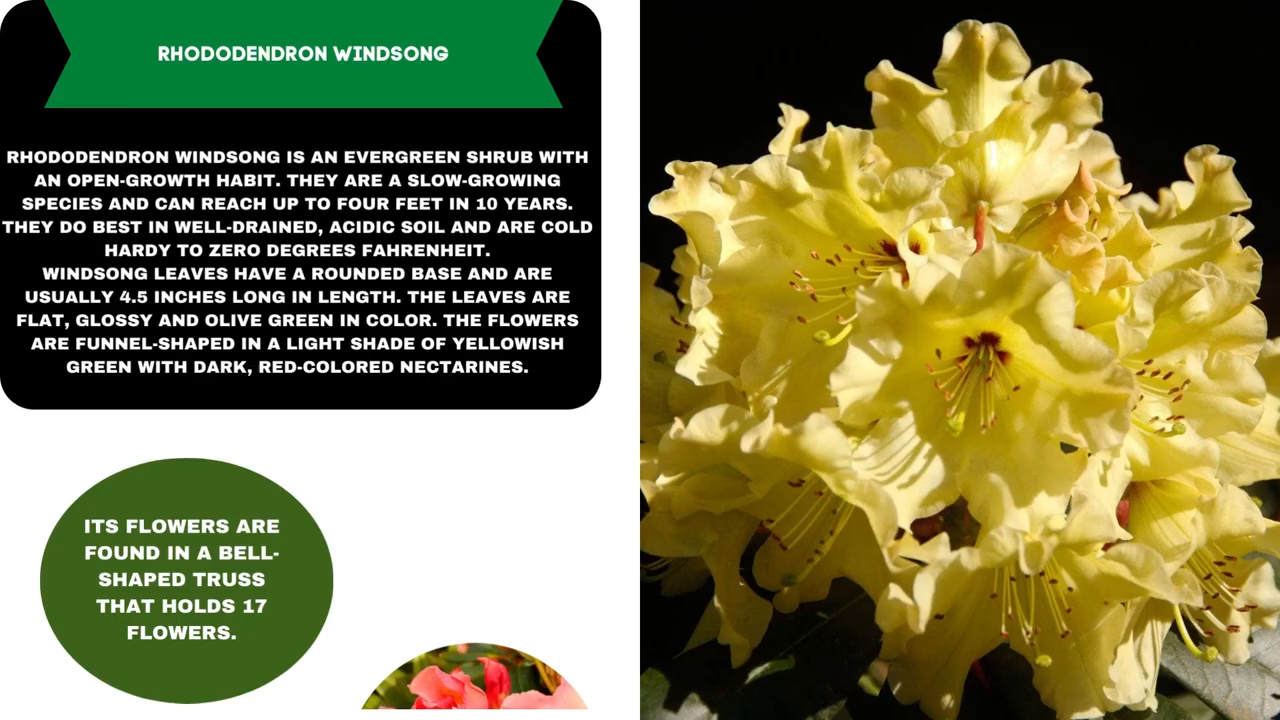 RHODODENDRON WINDSONG
RHODODENDRON WINDSONG IS AN EVERGREEN SHRUB WITH
AN OPEN-GROWTH HABIT. THEY ARE A SLOW-GROWING
SPECIES AND CAN REACH UP TO FOUR FEET IN 10 YEARS.
THEY DO BEST IN WELL-DRAINED, ACIDIC SOIL AND ARE COLD
HARDY TO ZERO DEGREES FAHRENHEIT.
WINDSONG LEAVES HAVE A ROUNDED BASE AND ARE
USUALLY 4.5 INCHES LONG IN LENGTH. THE LEAVES ARE
FLAT, GLOSSY AND OLIVE GREEN IN COLOR. THE FLOWERS
ARE FUNNEL-SHAPED IN A LIGHT SHADE OF YELLOWISH
GREEN WITH DARK, RED-COLORED NECTARINES.
ITS FLOWERS ARE
FOUND IN A BELL-
SHAPED TRUSS
THAT HOLDS 17
FLOWERS.